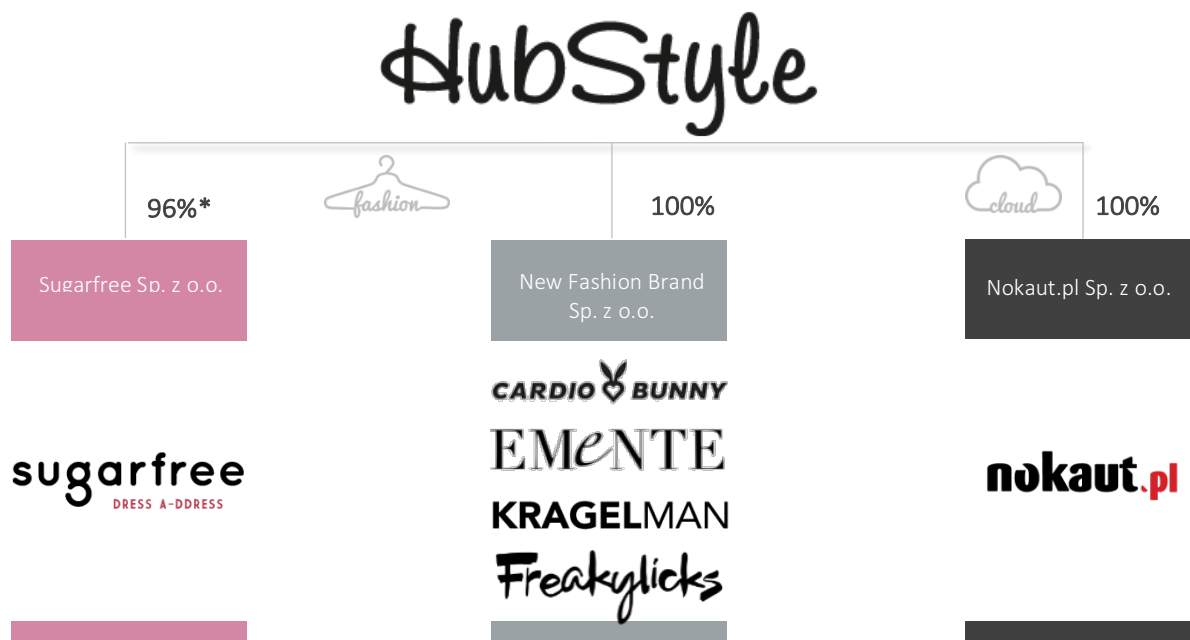 HubStyle
96%*
fashion
100%
cloud
100%
Sugarfree Sp. z o.o.
New Fashion Brand
Sp. z o.o.
Nokaut.pl Sp. z o.o.
CARDIO BUNNY
EMeNTE
KRAGELMAN
Freakylicks
sugarfree
DRESS A-DDRESS
nokaut.pl